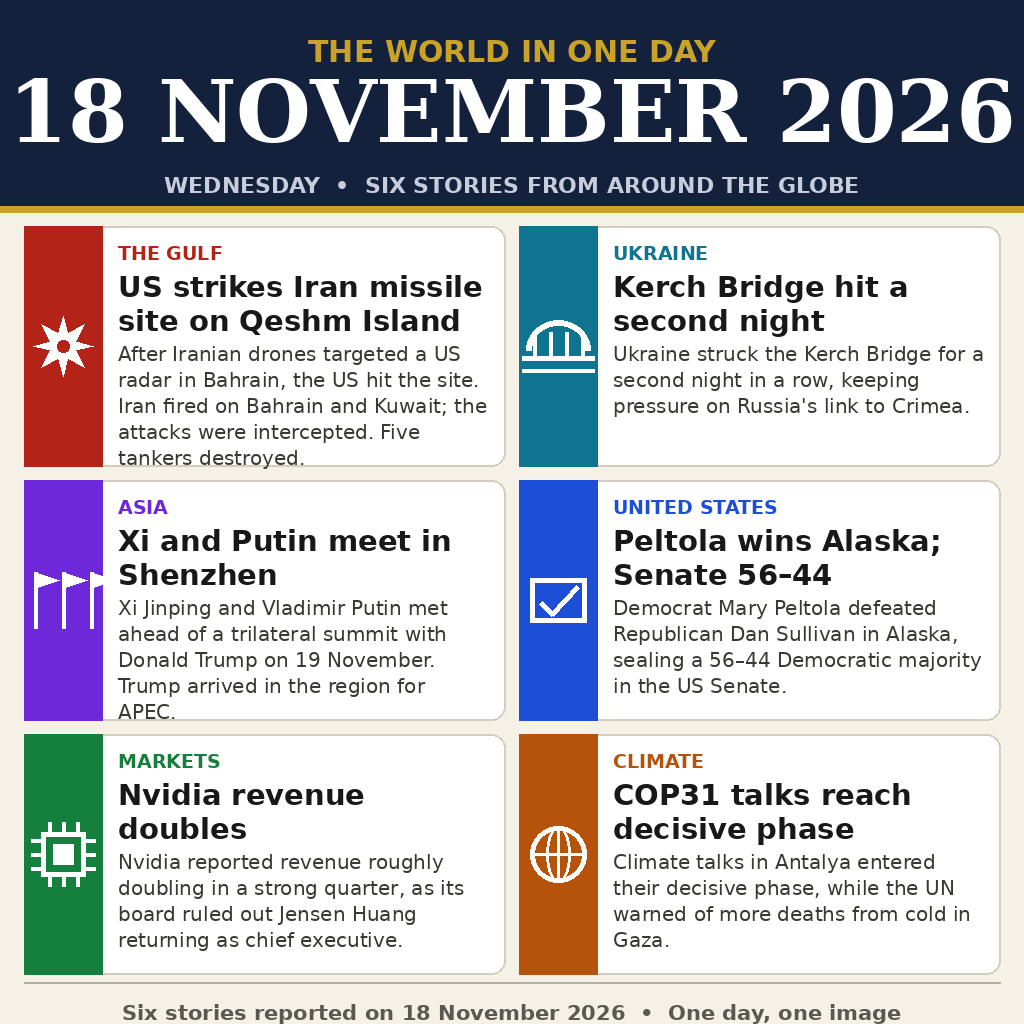 THE WORLD IN ONE DAY
18 NOVEMBER 2026
WEDNESDAY • SIX STORIES FROM AROUND THE GLOBE
THE GULF
US strikes Iran missile
site on Qeshm Island
After Iranian drones targeted a US
radar in Bahrain, the US hit the site.
Iran fired on Bahrain and Kuwait; the
attacks were intercepted. Five
tankers destroyed.
UKRAINE
Kerch Bridge hit a
second night
Ukraine struck the Kerch Bridge for a
second night in a row, keeping
pressure on Russia's link to Crimea.
ASIA
Xi and Putin meet in
Shenzhen
Xi Jinping and Vladimir Putin met
ahead of a trilateral summit with
Donald Trump on 19 November.
Trump arrived in the region for
APEC.
UNITED STATES
Peltola wins Alaska;
Senate 56–44
Democrat Mary Peltola defeated
Republican Dan Sullivan in Alaska,
sealing a 56–44 Democratic majority
in the US Senate.
MARKETS
Nvidia revenue
doubles
Nvidia reported revenue roughly
doubling in a strong quarter, as its
board ruled out Jensen Huang
returning as chief executive.
CLIMATE
COP31 talks reach
decisive phase
Climate talks in Antalya entered
their decisive phase, while the UN
warned of more deaths from cold in
Gaza.
Six stories reported on 18 November 2026 • One day, one image